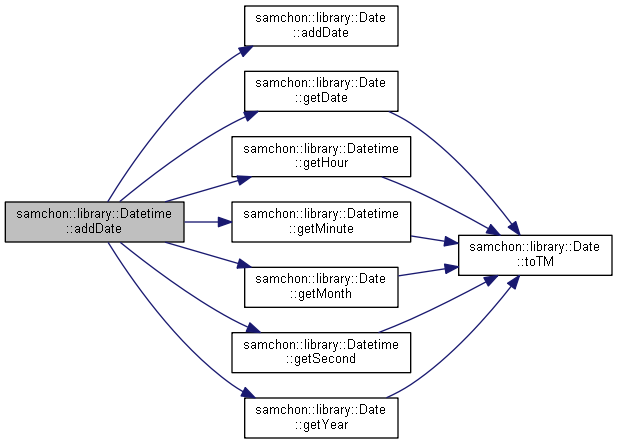 samchon::library::Date
::addDate
samchon::library::Date
::getDate
samchon::library::Datetime
::getHour
samchon::library::Datetime
::addDate
samchon::library::Datetime
::getMinute
samchon::library::Date
::toTM
samchon::library::Date
::getMonth
samchon::library::Datetime
::getSecond
samchon::library::Date
::getYear